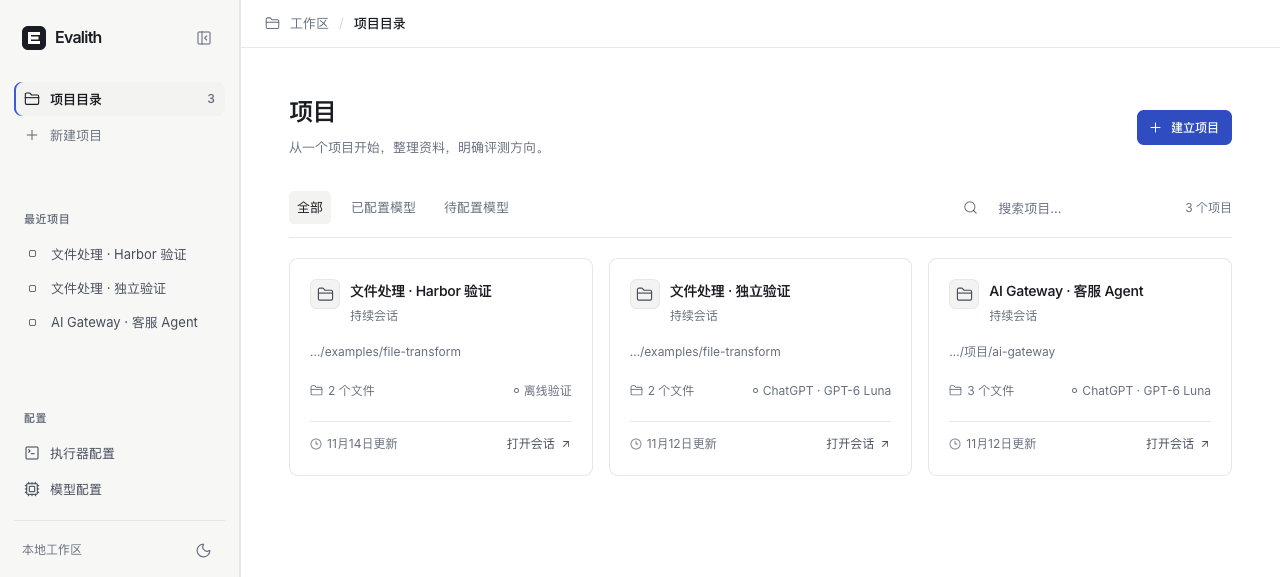 Evalith
项目目录 3
新建项目
最近项目
文件处理 · Harbor 验证
文件处理 · 独立验证
AI Gateway · 客服 Agent
配置
执行器配置
模型配置
本地工作区
工作区 / 项目目录
项目
从一个项目开始，整理资料，明确评测方向。
建立项目
全部 已配置模型 待配置模型 搜索项目... 3 个项目
文件处理 · Harbor 验证
持续会话
.../examples/file-transform
2 个文件 离线验证
11月14日更新 打开会话
文件处理 · 独立验证
持续会话
.../examples/file-transform
2 个文件 ChatGPT · GPT-6 Luna
11月12日更新 打开会话
AI Gateway · 客服 Agent
持续会话
.../项目/ai-gateway
3 个文件 ChatGPT · GPT-6 Luna
11月12日更新 打开会话